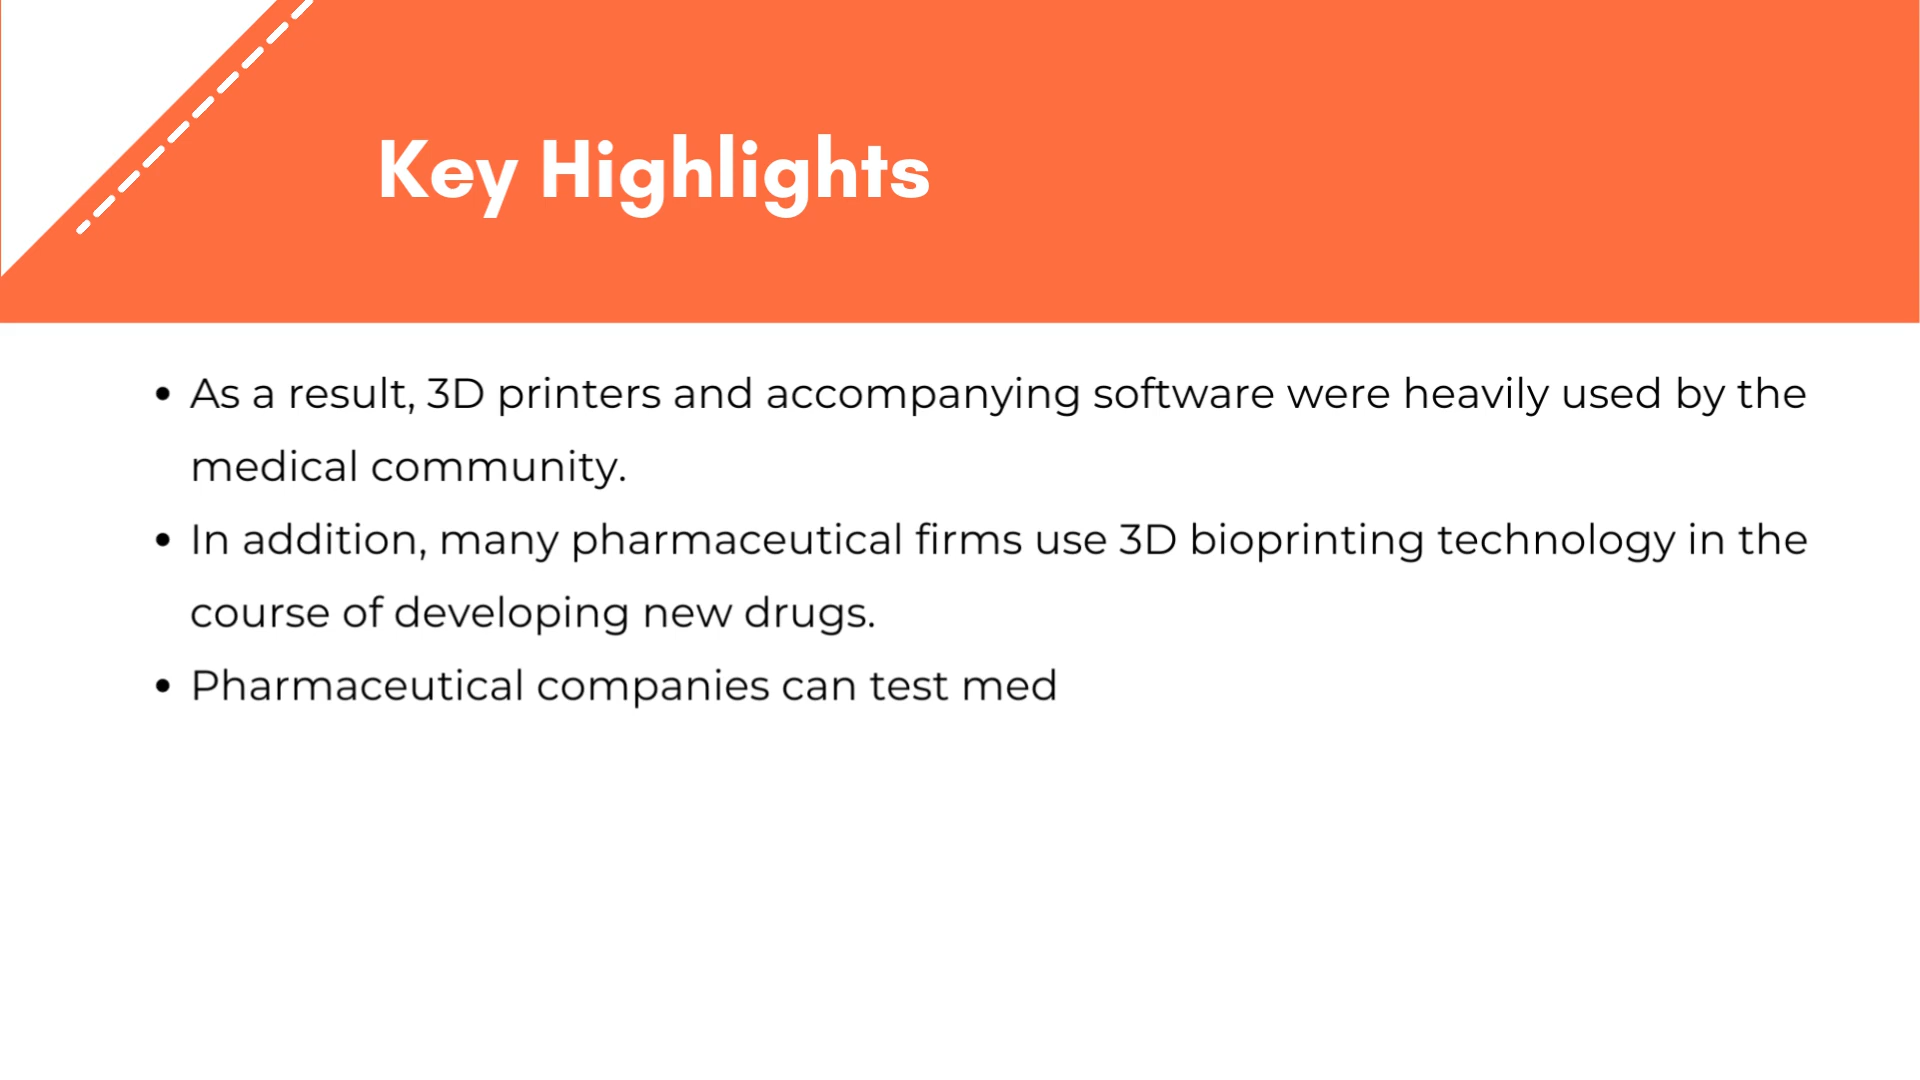 Key Highlights
• As a result, 3D printers and accompanying software were heavily used by the
medical community.
• In addition, many pharmaceutical firms use 3D bioprinting technology in the
course of developing new drugs.
• Pharmaceutical companies can test med